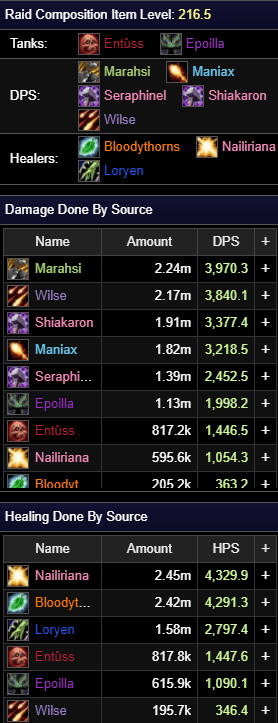 Raid Composition Item Level: 216.5
Tanks: Entûss Epoilla
Marahsi Maniax
DPS: Seraphinel Shiakaron
Wilse
Bloodythorns Nailiriana
Healers:
Loryen
Damage Done By Source
Name Amount DPS +
Marahsi 2.24m 3,970.3 +
Wilse 2.17m 3,840.1 +
Shiakaron 1.91m 3,377.4 +
Maniax 1.82m 3,218.5 +
Seraphi... 1.39m 2,452.5 +
Epoilla 1.13m 1,998.2 +
Entûss 817.2k 1,446.5 +
Nailiriana 595.6k 1,054.3 +
Bloodyt 205.2k 363.2 +
Healing Done By Source
Name Amount HPS +
Nailiriana 2.45m 4,329.9 +
Bloodyt... 2.42m 4,291.3 +
Loryen 1.58m 2,797.4 +
Entûss 817.8k 1,447.6 +
Epoilla 615.9k 1,090.1 +
Wilse 195.7k 346.4 +